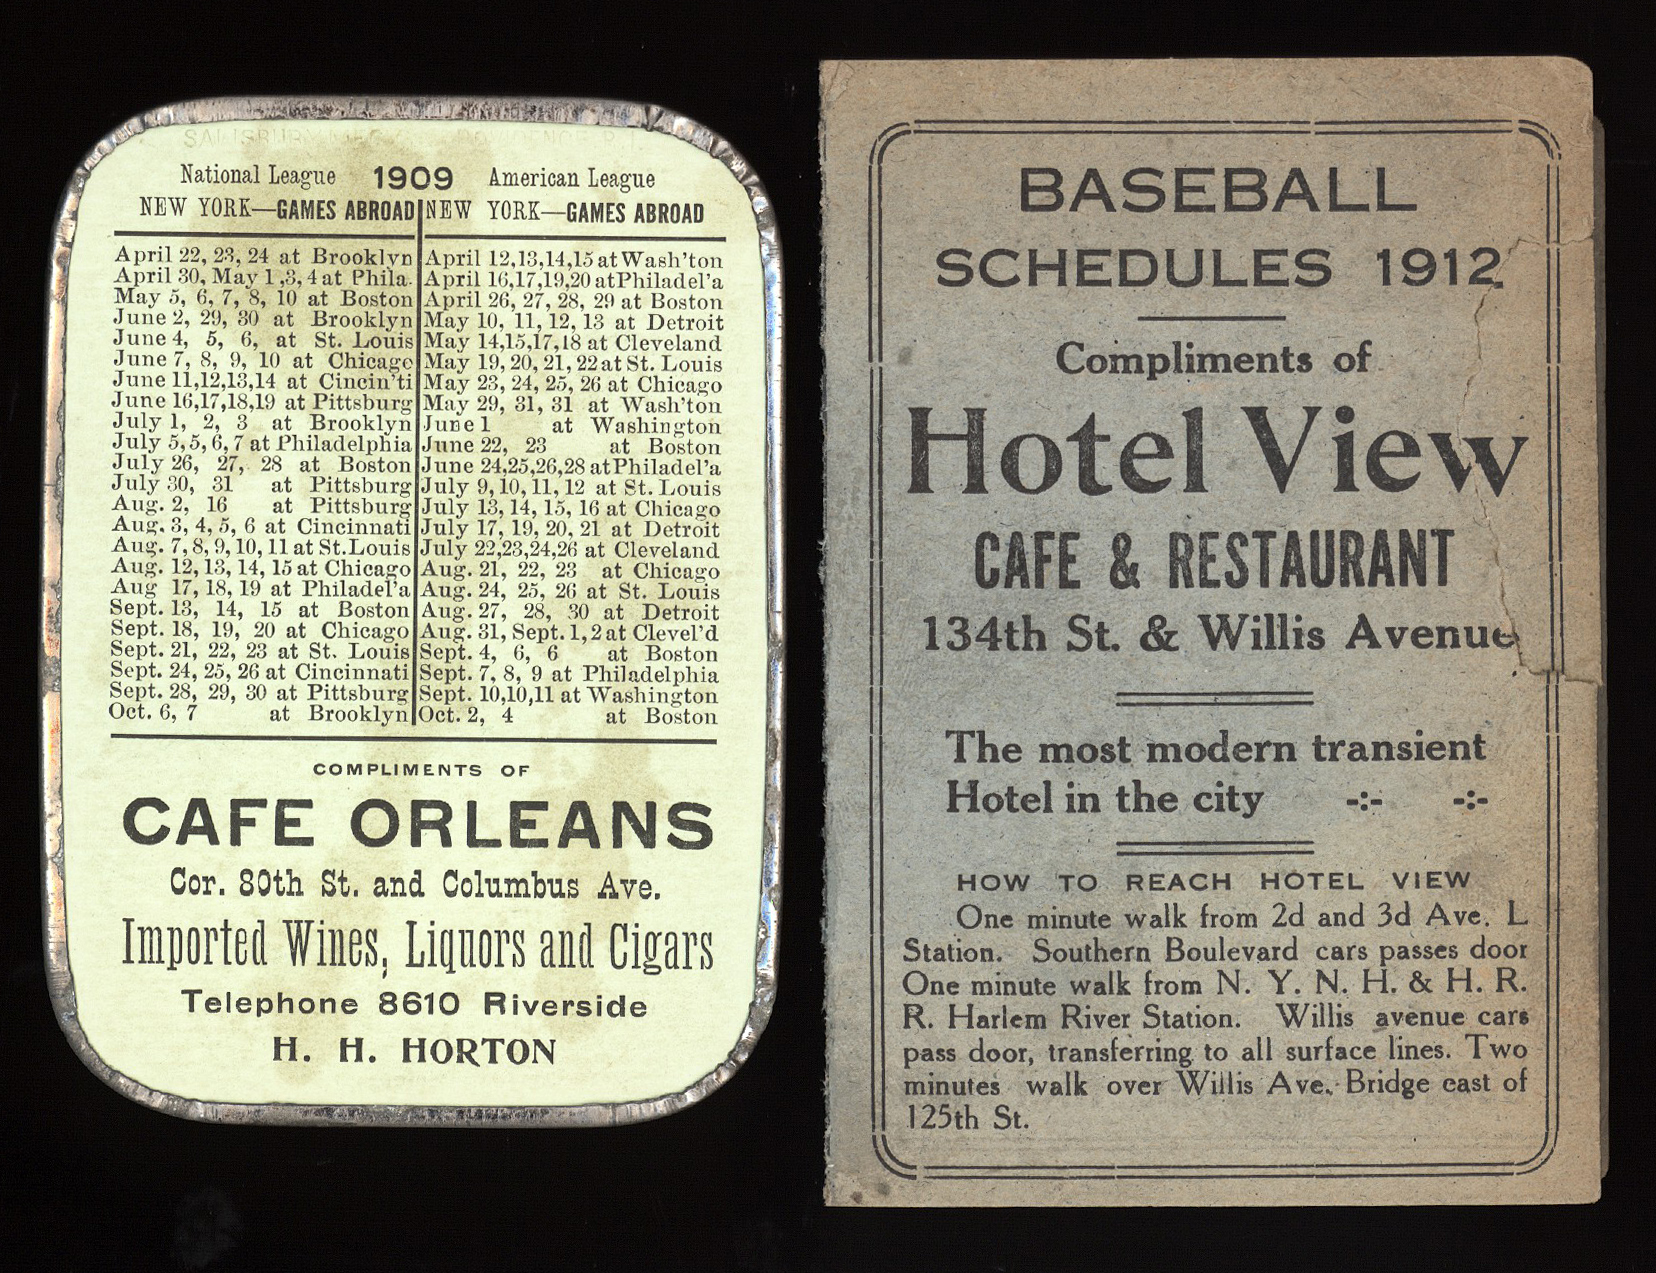 National League 1909 American League
NEW YORK—GAMES ABROAD NEW YORK—GAMES ABROAD
April 22, 23, 24 at Brooklyn
April 30, May 1,3, 4 at Phila.
May 5, 6, 7, 8, 10 at Boston
June 2, 29, 30 at Brooklyn
June 4, 5, 6, at St. Louis
June 7, 8, 9, 10 at Chicago
June 11,12,13,14 at Cincin'ti
June 16,17,18,19 at Pittsburg
July 1, 2, 3 at Brooklyn
July 5,5,6,7 at Philadelphia
July 26, 27, 28 at Boston
July 30, 31 at Pittsburg
Aug. 2, 16 at Pittsburg
Aug. 3, 4, 5, 6 at Cincinnati
Aug. 7, 8, 9, 10, 11 at St.Louis
Aug. 12, 13, 14, 15 at Chicago
Aug 17, 18, 19 at Philadel'a
Sept. 13, 14, 15 at Boston
Sept. 18, 19, 20 at Chicago
Sept. 21, 22, 23 at St. Louis
Sept. 24, 25, 26 at Cincinnati
Sept. 28, 29, 30 at Pittsburg
Oct. 6, 7 at Brooklyn
April 12,13,14,15 at Wash'ton
April 16,17,19,20 at Philadel'a
April 26, 27, 28, 29 at Boston
May 10, 11, 12, 13 at Detroit
May 14,15,17,18 at Cleveland
May 19, 20, 21, 22 at St. Louis
May 23, 24, 25, 26 at Chicago
May 29, 31, 31 at Wash'ton
June 1 at Washington
June 22, 23 at Boston
June 24,25,26,28 at Philadel'a
July 9, 10, 11, 12 at St. Louis
July 13, 14, 15, 16 at Chicago
July 17, 19, 20, 21 at Detroit
July 22,23,24,26 at Cleveland
Aug. 21, 22, 23 at Chicago
Aug. 24, 25, 26 at St. Louis
Aug. 27, 28, 30 at Detroit
Aug. 31, Sept. 1, 2 at Clevel'd
Sept. 4, 6, 6 at Boston
Sept. 7, 8, 9 at Philadelphia
Sept. 10,10,11 at Washington
Oct. 2, 4 at Boston
COMPLIMENTS OF
CAFE ORLEANS
Cor. 80th St. and Columbus Ave.
Imported Wines, Liquors and Cigars
Telephone 8610 Riverside
H. H. HORTON
BASEBALL
SCHEDULES 1912
Compliments of
Hotel View
CAFE & RESTAURANT
134th St. & Willis Avenue
The most modern transient
Hotel in the city -:- -:-
HOW TO REACH HOTEL VIEW
One minute walk from 2d and 3d Ave. L
Station. Southern Boulevard cars passes door
One minute walk from N. Y. N. H. & H. R.
R. Harlem River Station. Willis avenue cars
pass door, transferring to all surface lines. Two
minutes walk over Willis Ave. Bridge east of
125th St.